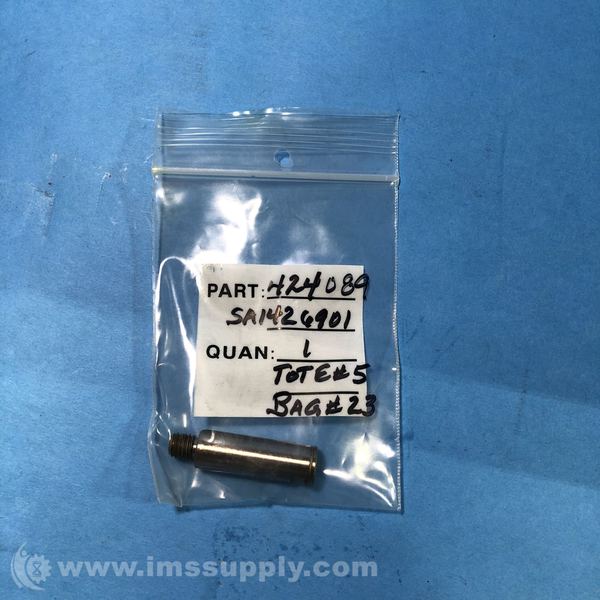 PART: 424089
SA1426901
QUAN: 1
TOTE#5
BAG#23
www.imssupply.com